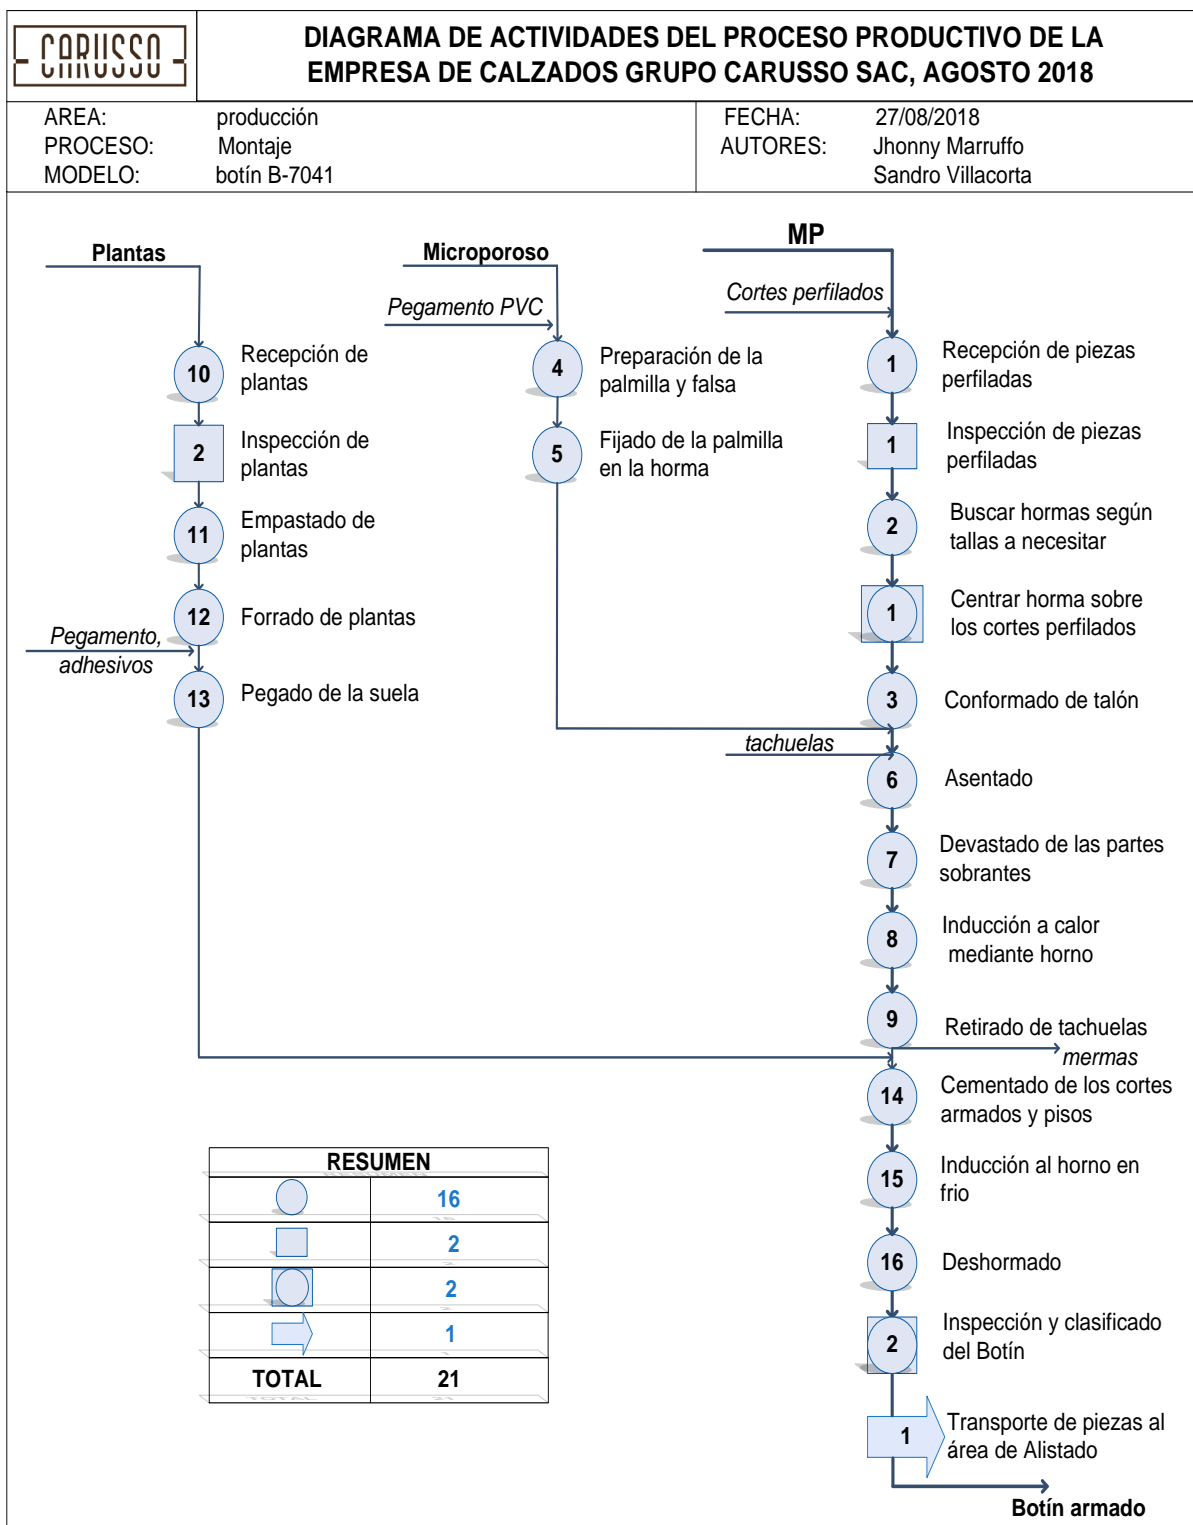 CARUSSO
DIAGRAMA DE ACTIVIDADES DEL PROCESO PRODUCTIVO DE LA
EMPRESA DE CALZADOS GRUPO CARUSSO SAC, AGOSTO 2018
AREA: producción
PROCESO: Montaje
MODELO: botín B-7041
FECHA: 27/08/2018
AUTORES: Jhonny Marruffo
Sandro Villacorta
Plantas
10
Recepción de
plantas
2
Inspección de
plantas
11
Empastado de
plantas
12
Forrado de plantas
Pegamento,
adhesivos
13
Pegado de la suela
Microporoso
Pegamento PVC
4
Preparación de la
palmilla y falsa
5
Fijado de la palmilla
en la horma
MP
Cortes perfilados
1
Recepción de piezas
perfiladas
1
Inspección de piezas
perfiladas
2
Buscar hormas según
tallas a necesitar
1
Centrar horma sobre
los cortes perfilados
3
Conformado de talón
tachuelas
6
Asentado
7
Devastado de las partes
sobrantes
8
Inducción a calor
mediante horno
9
Retirado de tachuelas
mermas
14
Cementado de los cortes
armados y pisos
15
Inducción al horno en
frio
16
Deshormado
2
Inspección y clasificado
del Botín
1
Transporte de piezas al
área de Alistado
Botín armado
RESUMEN
16
2
2
1
TOTAL 21